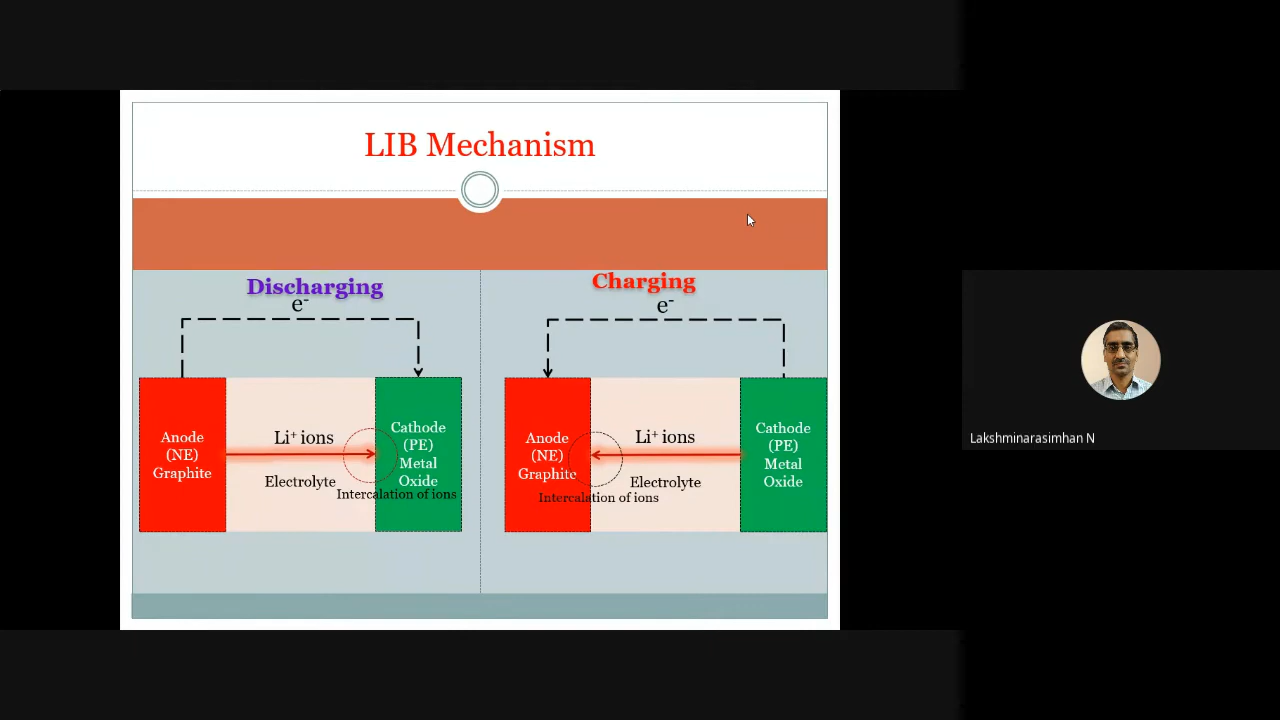 LIB Mechanism
Discharging
e-
Anode
(NE)
Graphite
Li+ ions
Electrolyte
Intercalation of ions
Cathode
(PE)
Metal
Oxide
Charging
e-
Anode
(NE)
Graphite
Li+ ions
Electrolyte
Intercalation of ions
Cathode
(PE)
Metal
Oxide
Lakshminarasimhan N